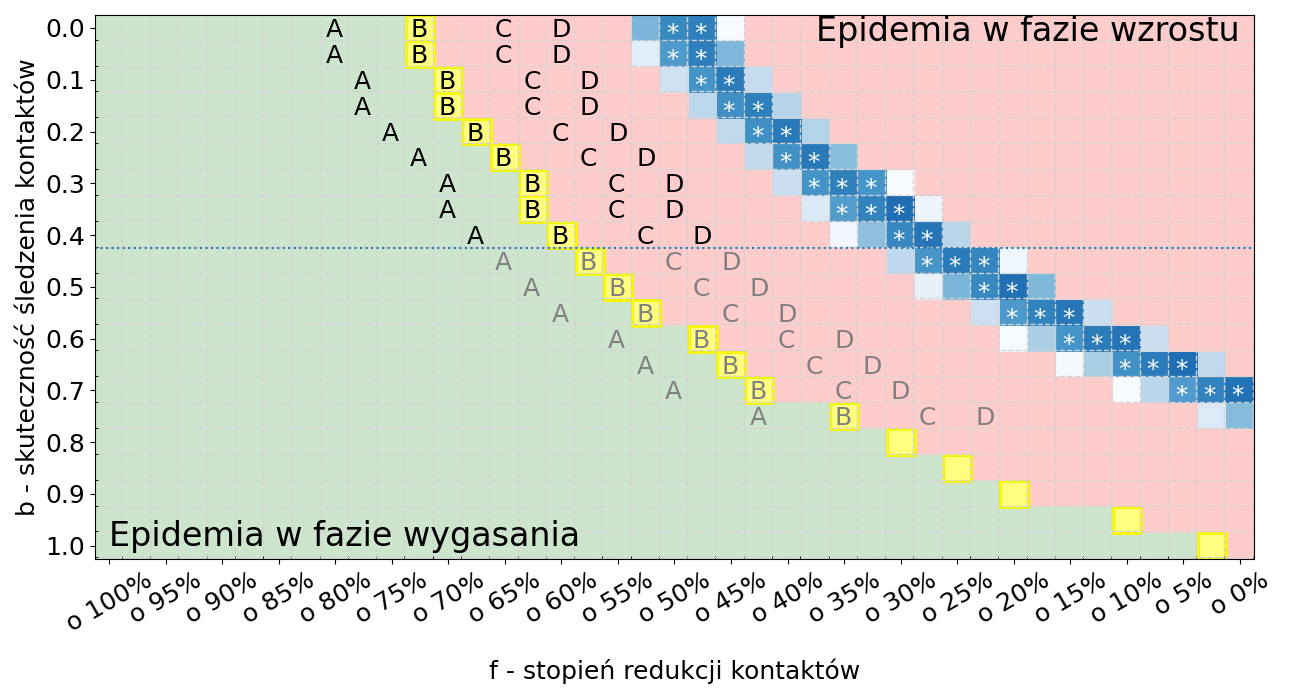 0.0 A B C D * * Epidemia w fazie wzrostu
A B C D * *
0.1 A B C D * *
A B C D * *
0.2 A B C D * *
A B C D * *
0.3 A B C D * * *
A B C D * * *
0.4 A B C D * *
A B C D * * *
0.5 A B C D * *
A B C D * * *
0.6 A B C D * * *
A B C D * * *
0.7 A B C D * * *
A B C D
0.8
0.9
Epidemia w fazie wygasania
1.0
b - skuteczność śledzenia kontaktów
o 100% o 95% o 90% o 85% o 80% o 75% o 70% o 65% o 60% o 55% o 50% o 45% o 40% o 35% o 30% o 25% o 20% o 15% o 10% o 5% o 0%
f - stopień redukcji kontaktów